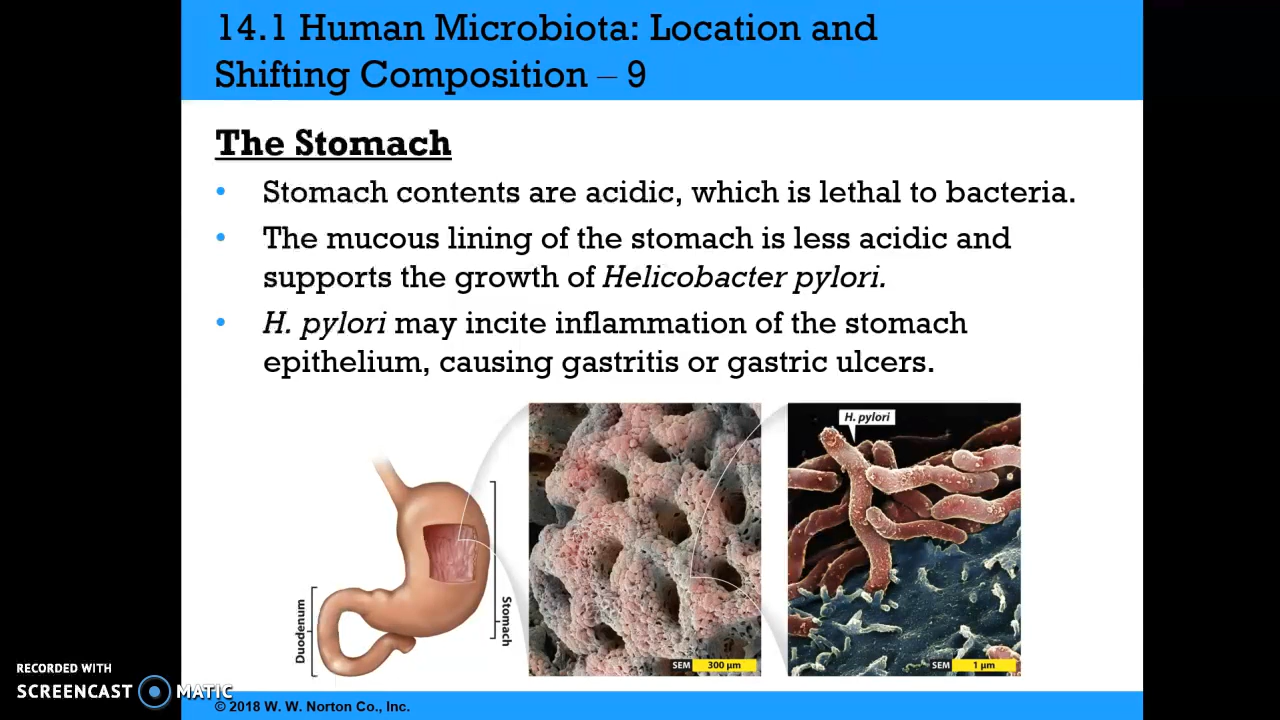 14.1 Human Microbiota: Location and
Shifting Composition – 9
The Stomach
• Stomach contents are acidic, which is lethal to bacteria.
• The mucous lining of the stomach is less acidic and
supports the growth of Helicobacter pylori.
• H. pylori may incite inflammation of the stomach
epithelium, causing gastritis or gastric ulcers.
Duodenum
Stomach
SEM 300 µm
H. pylori
SEM 1 µm
RECORDED WITH
SCREENCAST MATIC
© 2018 W. W. Norton Co., Inc.